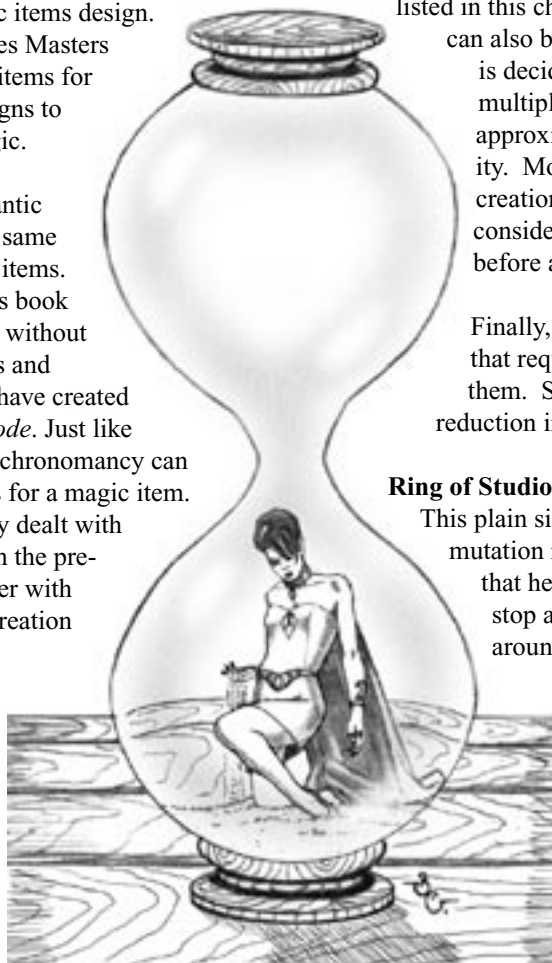 c items design.
es Masters
items for
gns to
gic.
antic
same
items.
s book
without
s and
have created
ode. Just like
chronomancy can
s for a magic item.
y dealt with
n the pre-
er with
reation
listed in this ch
can also b
is decid
multipl
approxi
ity. Mo
creation
conside
before a
Finally,
that req
them. S
reduction i
Ring of Studio
This plain si
mutation
that he
stop a
aroun